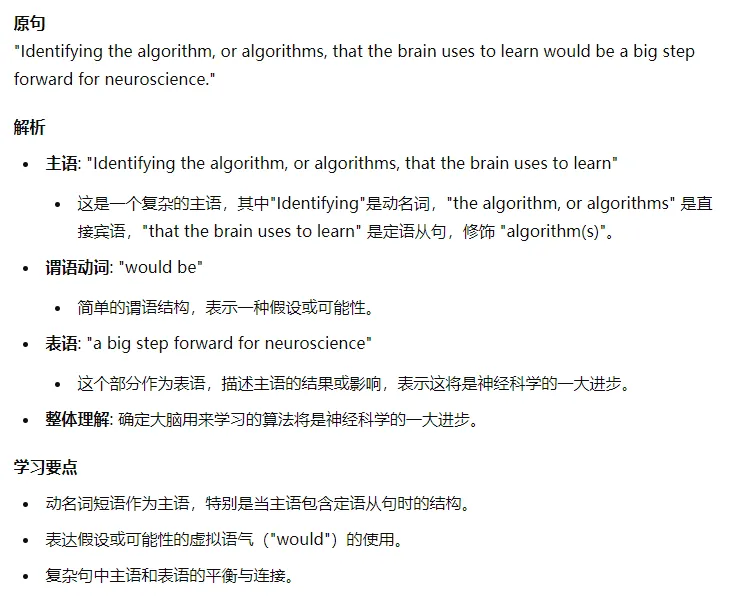 原句
"Identifying the algorithm, or algorithms, that the brain uses to learn would be a big step
forward for neuroscience."
解析
• 主语: "Identifying the algorithm, or algorithms, that the brain uses to learn"
• 这是一个复杂的主语，其中"Identifying"是动名词，"the algorithm, or algorithms" 是直
接宾语，"that the brain uses to learn" 是定语从句，修饰 "algorithm(s)"。
• 谓语动词: "would be"
• 简单的谓语结构，表示一种假设或可能性。
• 表语: "a big step forward for neuroscience"
• 这个部分作为表语，描述主语的结果或影响，表示这将是神经科学的一大进步。
• 整体理解: 确定大脑用来学习的算法将是神经科学的一大进步。
学习要点
• 动名词短语作为主语，特别是当主语包含定语从句时的结构。
• 表达假设或可能性的虚拟语气（"would"）的使用。
• 复杂句中主语和表语的平衡与连接。